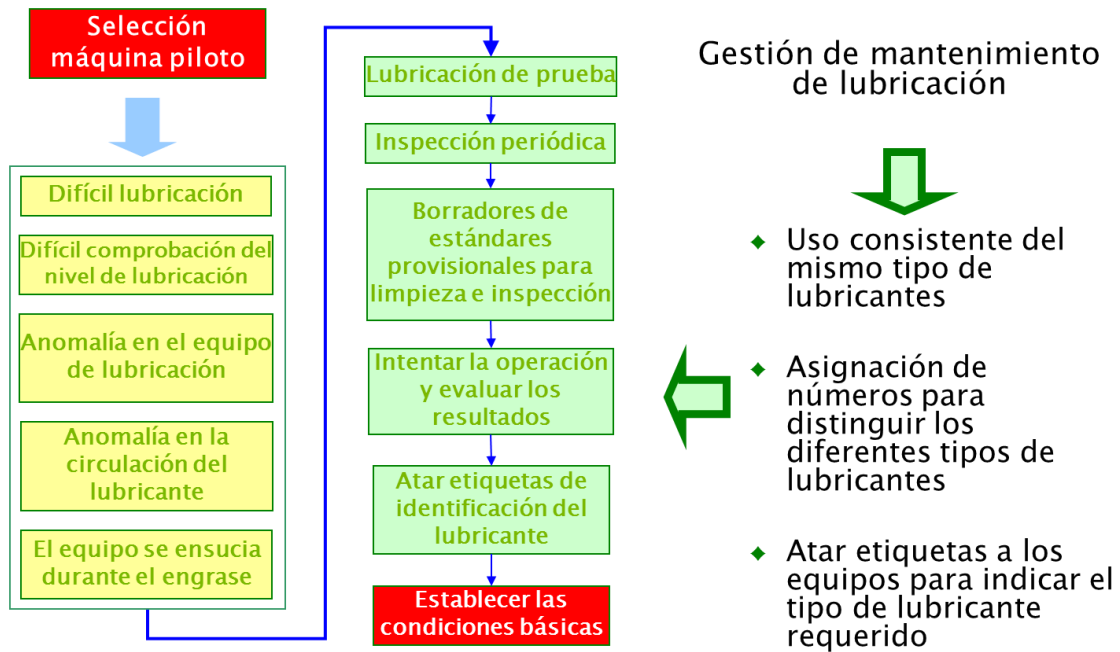 Selección
máquina piloto
Difícil lubricación
Difícil comprobación del
nivel de lubricación
Anomalía en el equipo
de lubricación
Anomalía en la
circulación del
lubricante
El equipo se ensucia
durante el engrase
Lubricación de prueba
Inspección periódica
Borradores de
estándares
provisionales para
limpieza e inspección
Intentar la operación
y evaluar los
resultados
Atar etiquetas de
identificación del
lubricante
Establecer las
condiciones básicas
Gestión de mantenimiento
de lubricación
Uso consistente del
mismo tipo de
lubricantes
Asignación de
números para
distinguir los
diferentes tipos de
lubricantes
Atar etiquetas a los
equipos para indicar el
tipo de lubricante
requerido